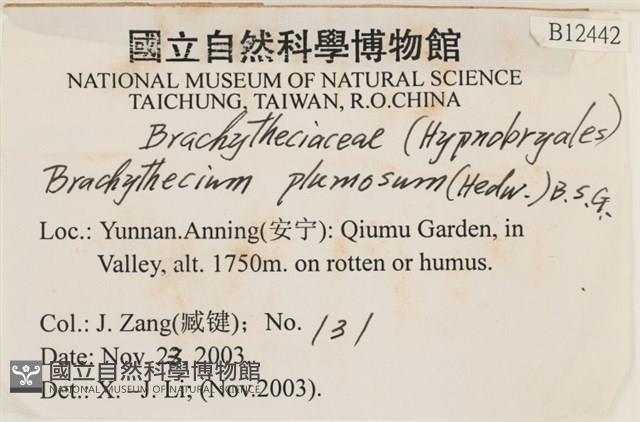 B12442
國立自然科學博物館
NATIONAL MUSEUM OF NATURAL SCIENCE
TAICHUNG, TAIWAN, R.O.CHINA
Brachytheciaceae (Hypnobryales)
Brachythecium plumosum (Hedw.) B.S.G.
Loc.: Yunnan.Anning(安宁): Qiumu Garden, in
Valley, alt. 1750m. on rotten or humus.
Col.: J. Zang(臧键); No. 131
Date: Nov. 23, 2003.
國立自然科學博物館
NATIONAL MUSEUM OF NATURAL SCIENCE
Det.: X. J. Li, (Nov.2003).